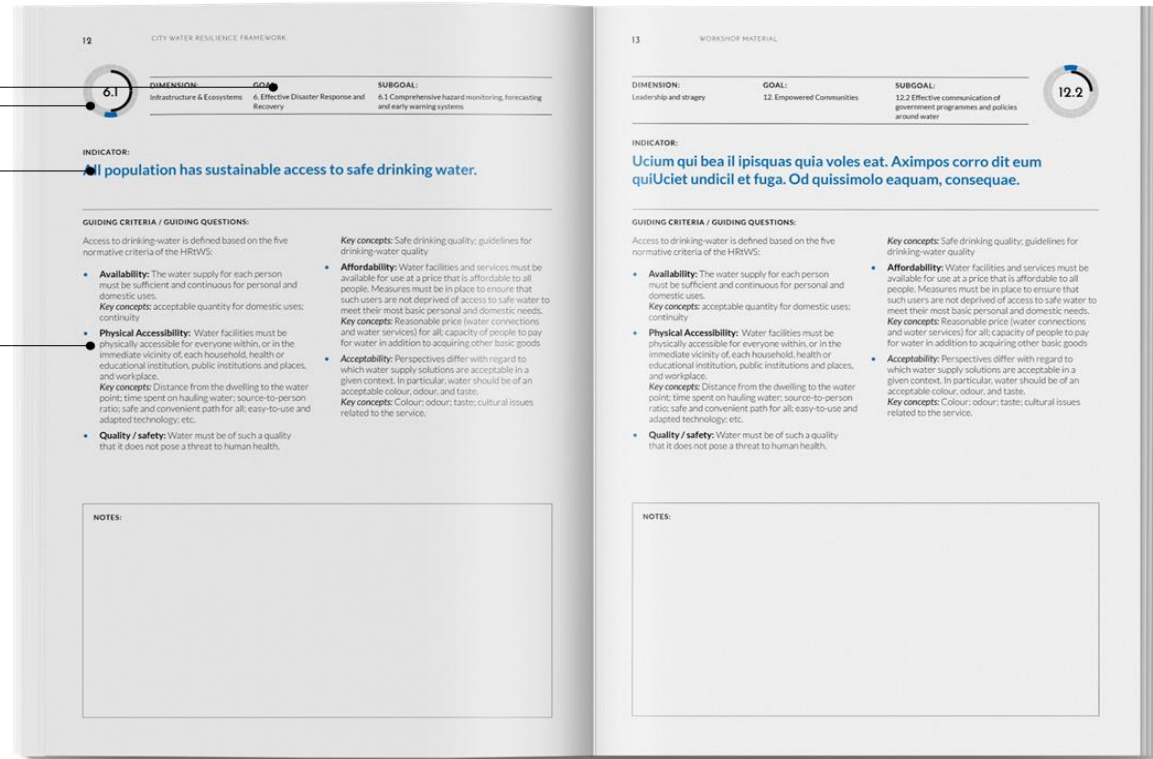 12
CITY WATER RESILIENCE FRAMEWORK
6.1
DIMENSION:
Infrastructure & Ecosystems
GOAL:
6. Effective Disaster Response and
Recovery
SUBGOAL:
6.1 Comprehensive hazard monitoring, forecasting
and early warning systems
INDICATOR:
All population has sustainable access to safe drinking water.
GUIDING CRITERIA / GUIDING QUESTIONS:
Access to drinking-water is defined based on the five
normative criteria of the HRtWS:
• Availability: The water supply for each person
must be sufficient and continuous for personal and
domestic uses.
Key concepts: acceptable quantity for domestic uses;
continuity
• Physical Accessibility: Water facilities must be
physically accessible for everyone within, or in the
immediate vicinity of, each household, health or
educational institution, public institutions and places,
and workplace.
Key concepts: Distance from the dwelling to the water
point; time spent on hauling water; source-to-person
ratio; safe and convenient path for all; easy-to-use and
adapted technology; etc.
• Quality / safety: Water must be of such a quality
that it does not pose a threat to human health.
Key concepts: Safe drinking quality; guidelines for
drinking-water quality
• Affordability: Water facilities and services must be
available for use at a price that is affordable to all
people. Measures must be in place to ensure that
such users are not deprived of access to safe water to
meet their most basic personal and domestic needs.
Key concepts: Reasonable price (water connections
and water services) for all; capacity of people to pay
for water in addition to acquiring other basic goods
• Acceptability: Perspectives differ with regard to
which water supply solutions are acceptable in a
given context. In particular, water should be of an
acceptable colour, odour, and taste.
Key concepts: Colour; odour; taste; cultural issues
related to the service.
NOTES:
13
WORKSHOP MATERIAL
DIMENSION:
Leadership and stragey
GOAL:
12. Empowered Communities
SUBGOAL:
12.2 Effective communication of
government programmes and policies
around water
12.2
INDICATOR:
Ucium qui bea il ipisquas quia voles eat. Aximpos corro dit eum
quiUciet undicil et fuga. Od quissimolo eaquam, consequae.
GUIDING CRITERIA / GUIDING QUESTIONS:
Access to drinking-water is defined based on the five
normative criteria of the HRtWS:
• Availability: The water supply for each person
must be sufficient and continuous for personal and
domestic uses.
Key concepts: acceptable quantity for domestic uses;
continuity
• Physical Accessibility: Water facilities must be
physically accessible for everyone within, or in the
immediate vicinity of, each household, health or
educational institution, public institutions and places,
and workplace.
Key concepts: Distance from the dwelling to the water
point; time spent on hauling water; source-to-person
ratio; safe and convenient path for all; easy-to-use and
adapted technology; etc.
• Quality / safety: Water must be of such a quality
that it does not pose a threat to human health.
Key concepts: Safe drinking quality; guidelines for
drinking-water quality
• Affordability: Water facilities and services must be
available for use at a price that is affordable to all
people. Measures must be in place to ensure that
such users are not deprived of access to safe water to
meet their most basic personal and domestic needs.
Key concepts: Reasonable price (water connections
and water services) for all; capacity of people to pay
for water in addition to acquiring other basic goods
• Acceptability: Perspectives differ with regard to
which water supply solutions are acceptable in a
given context. In particular, water should be of an
acceptable colour, odour, and taste.
Key concepts: Colour; odour; taste; cultural issues
related to the service.
NOTES: